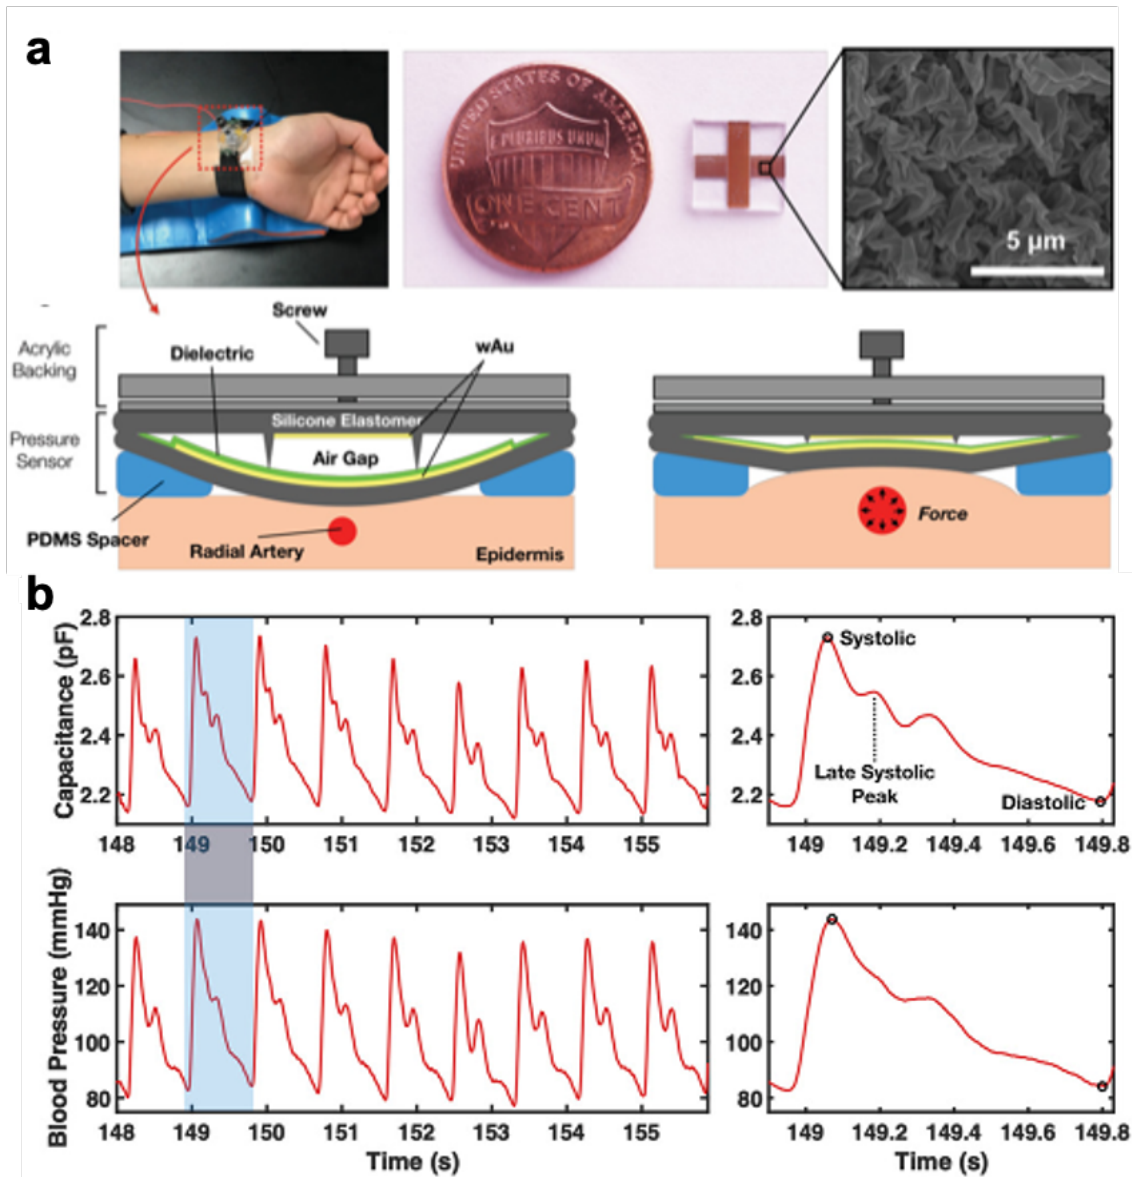 a
UNITED STATES OF AMERICA
E PLURIBUS UNUM
ONE CENT
5 µm
Screw
Acrylic
Backing
Dielectric
wAu
Silicone Elastomer
Pressure
Sensor
Air Gap
PDMS Spacer
Radial Artery
Epidermis
Force
b
Capacitance (pF)
2.8
2.6
2.4
2.2
148 149 150 151 152 153 154 155
2.8
2.6
2.4
2.2
Systolic
Late Systolic
Peak
Diastolic
149 149.2 149.4 149.6 149.8
Blood Pressure (mmHg)
140
120
100
80
148 149 150 151 152 153 154 155
Time (s)
140
120
100
80
149 149.2 149.4 149.6 149.8
Time (s)